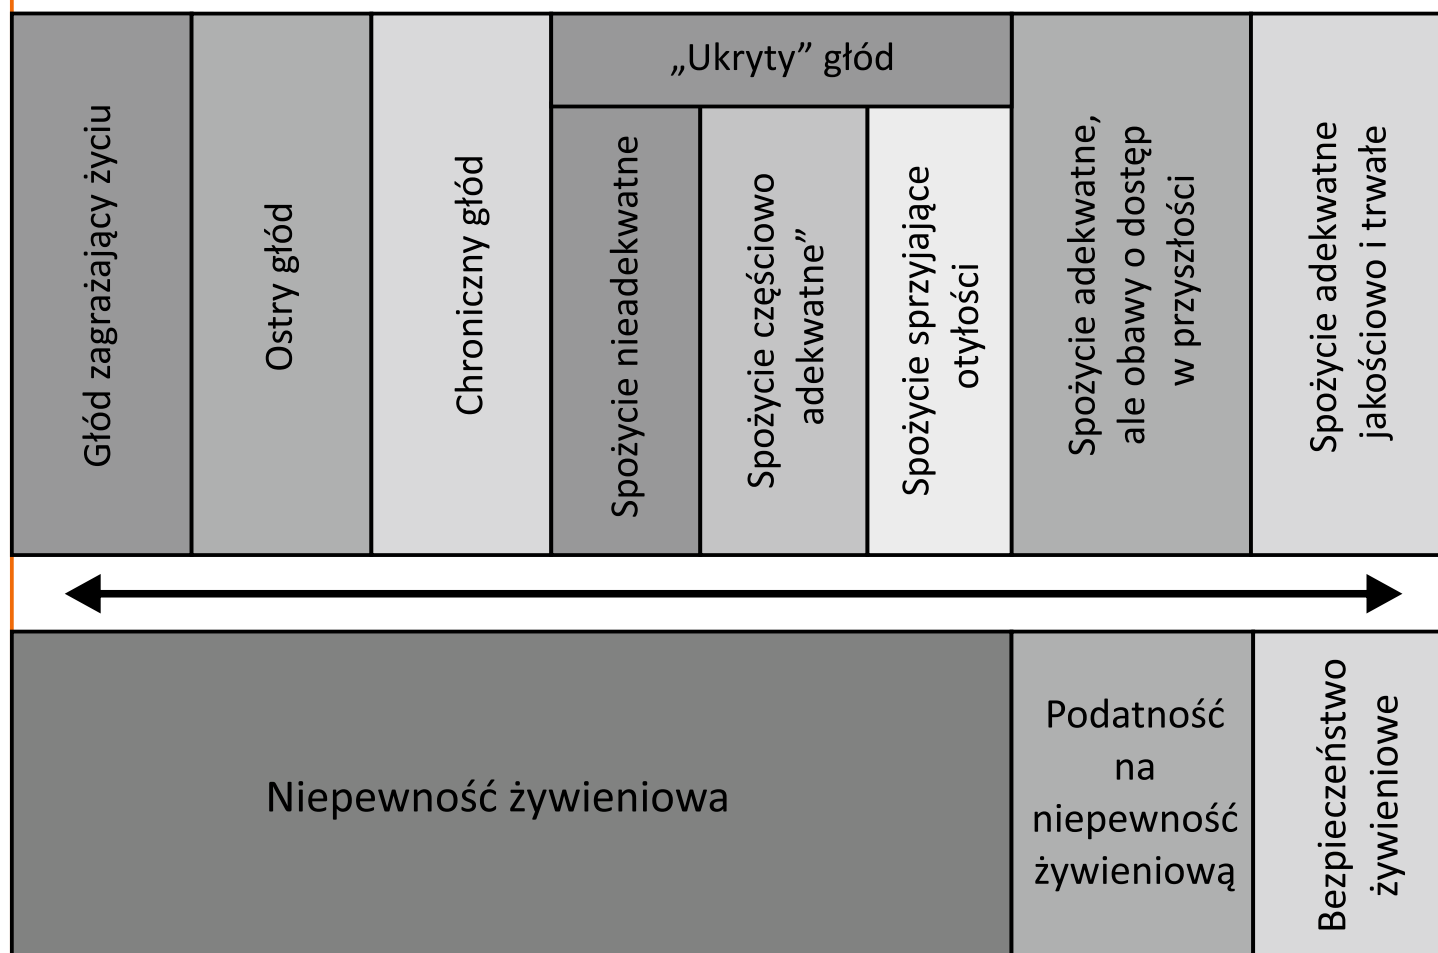 Głód zagrażający życiu
Ostry głód
Chroniczny głód
„Ukryty” głód
Spożycie nieadekwatne
Spożycie częściowo
adekwatne”
Spożycie sprzyjające
otyłości
Spożycie adekwatne,
ale obawy o dostęp
w przyszłości
Spożycie adekwatne
jakościowo i trwałe
Niepewność żywieniowa
Podatność
na
niepewność
żywieniową
Bezpieczeństwo
żywieniowe